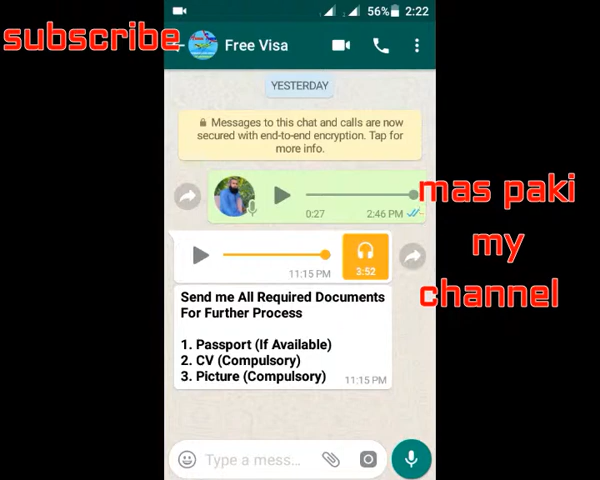 56% 2:22
subscribe
Free Visa
YESTERDAY
Messages to this chat and calls are now
secured with end-to-end encryption. Tap for
more info.
0:27 2:46 PM
mas paki
my
channel
11:15 PM 3:52
Send me All Required Documents
For Further Process
1. Passport (If Available)
2. CV (Compulsory)
3. Picture (Compulsory) 11:15 PM
Type a mess...